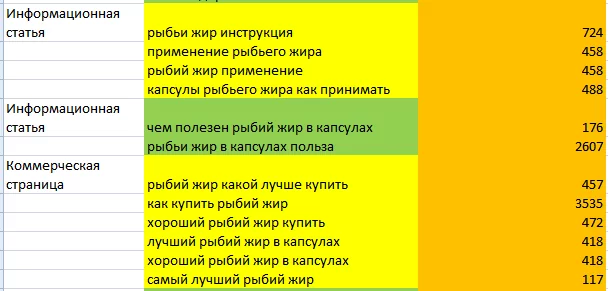 Информационная
статья рыбьи жир инструкция 724
применение рыбьего жира 458
рыбий жир применение 458
капсулы рыбьего жира как принимать 488
Информационная
статья чем полезен рыбий жир в капсулах 176
рыбьи жир в капсулах польза 2607
Коммерческая
страница рыбий жир какой лучше купить 457
как купить рыбий жир 3535
хороший рыбий жир купить 472
лучший рыбий жир в капсулах 418
хороший рыбий жир в капсулах 418
самый лучший рыбий жир 117